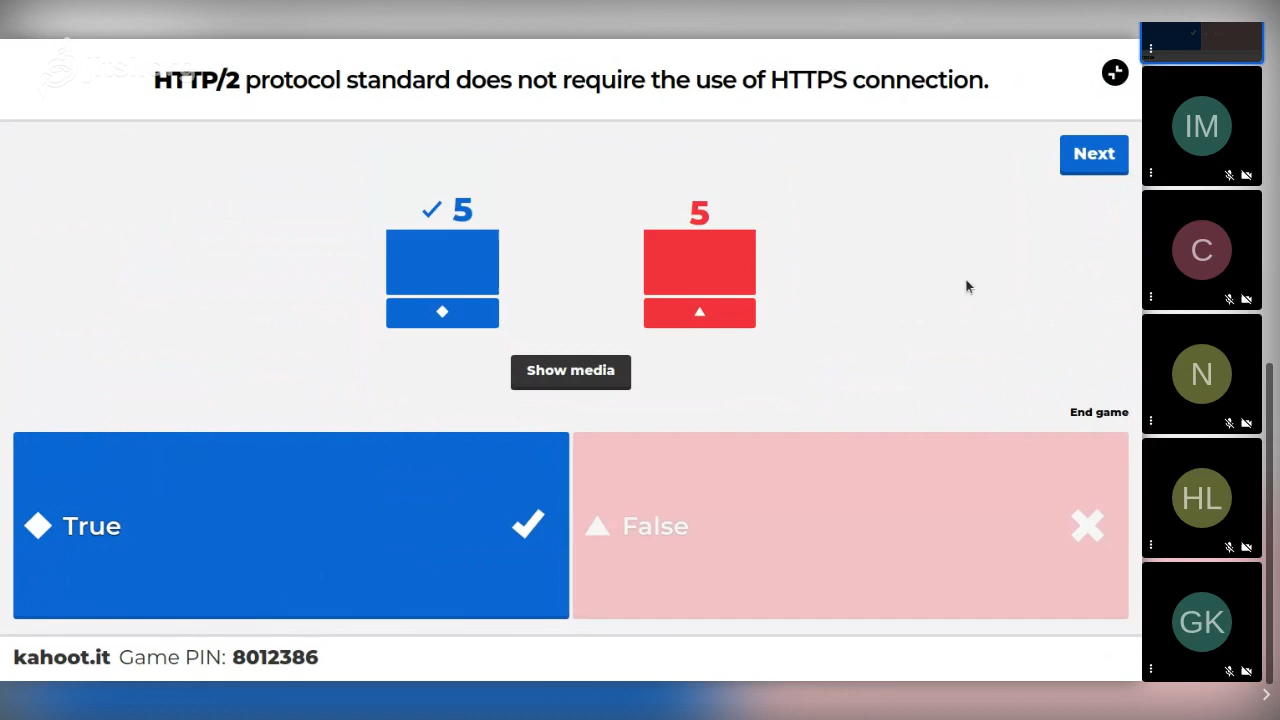 HTTP/2 protocol standard does not require the use of HTTPS connection.
Next
5
5
Show media
End game
True
False
kahoot.it Game PIN: 8012386
IM
C
N
HL
GK